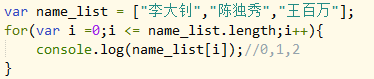 var name_list = ["李大钊","陈独秀","王百万"];
for(var i =0;i <= name_list.length;i++){
    console.log(name_list[i]);//0,1,2
}